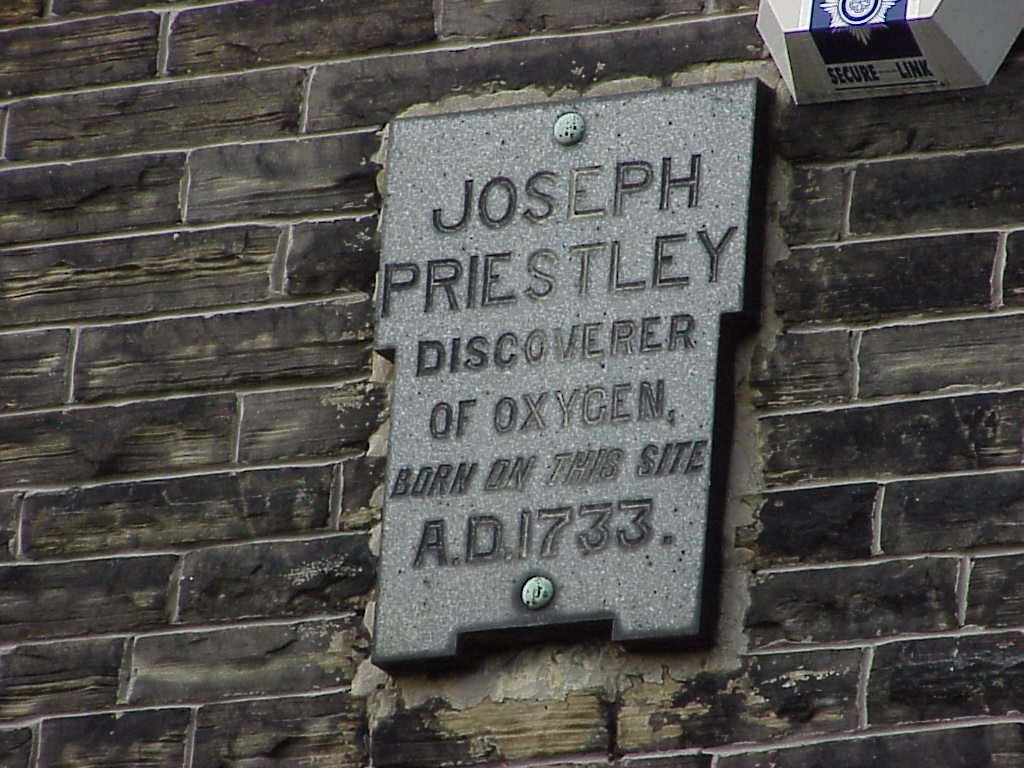 SECURE LINK
JOSEPH
PRIESTLEY
DISCOVERER
OF OXYGEN,
BORN ON THIS SITE
A.D.1733.